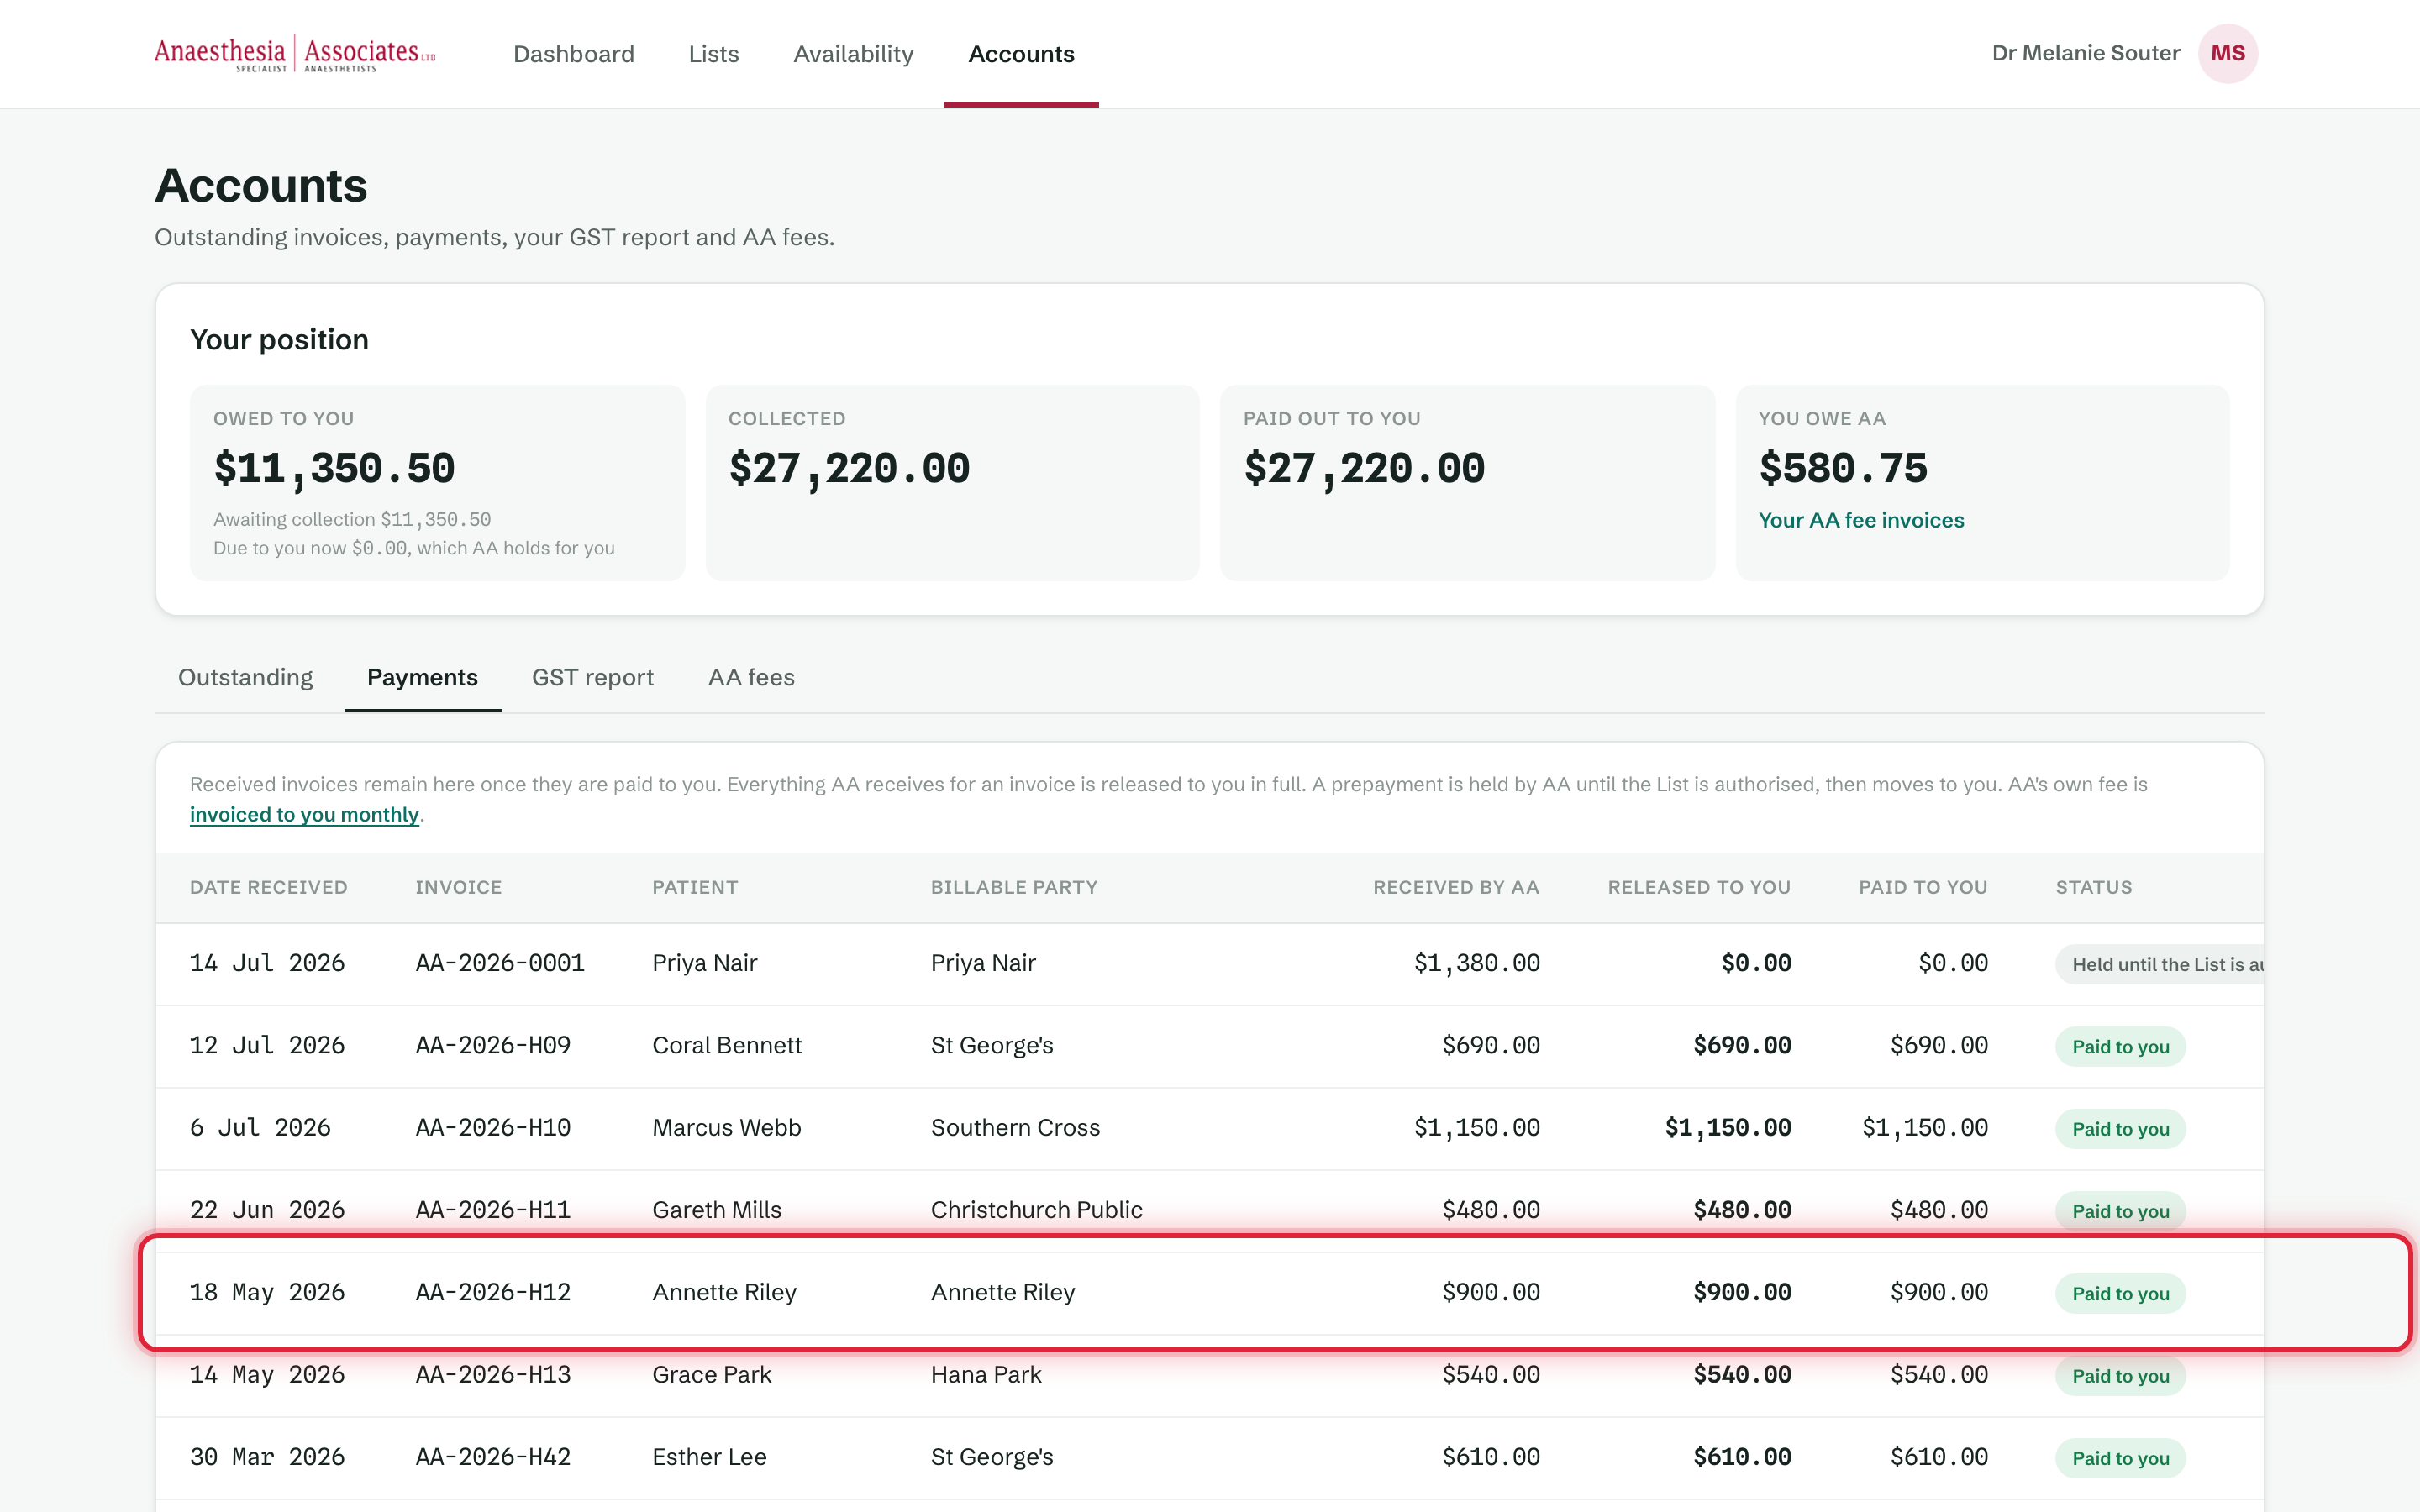 Anaesthesia | Associates LTD
SPECIALIST ANAESTHETISTS
Dashboard Lists Availability Accounts
Dr Melanie Souter MS
Accounts
Outstanding invoices, payments, your GST report and AA fees.
Your position
OWED TO YOU COLLECTED PAID OUT TO YOU YOU OWE AA
$11,350.50 $27,220.00 $27,220.00 $580.75
Awaiting collection $11,350.50 Your AA fee invoices
Due to you now $0.00, which AA holds for you
Outstanding Payments GST report AA fees
Received invoices remain here once they are paid to you. Everything AA receives for an invoice is released to you in full. A prepayment is held by AA until the List is authorised, then moves to you. AA's own fee is
invoiced to you monthly.
DATE RECEIVED INVOICE PATIENT BILLABLE PARTY RECEIVED BY AA RELEASED TO YOU PAID TO YOU STATUS
14 Jul 2026 AA-2026-0001 Priya Nair Priya Nair $1,380.00 $0.00 $0.00 Held until the List is
12 Jul 2026 AA-2026-H09 Coral Bennett St George's $690.00 $690.00 $690.00 Paid to you
6 Jul 2026 AA-2026-H10 Marcus Webb Southern Cross $1,150.00 $1,150.00 $1,150.00 Paid to you
22 Jun 2026 AA-2026-H11 Gareth Mills Christchurch Public $480.00 $480.00 $480.00 Paid to you
18 May 2026 AA-2026-H12 Annette Riley Annette Riley $900.00 $900.00 $900.00 Paid to you
14 May 2026 AA-2026-H13 Grace Park Hana Park $540.00 $540.00 $540.00 Paid to you
30 Mar 2026 AA-2026-H42 Esther Lee St George's $610.00 $610.00 $610.00 Paid to you